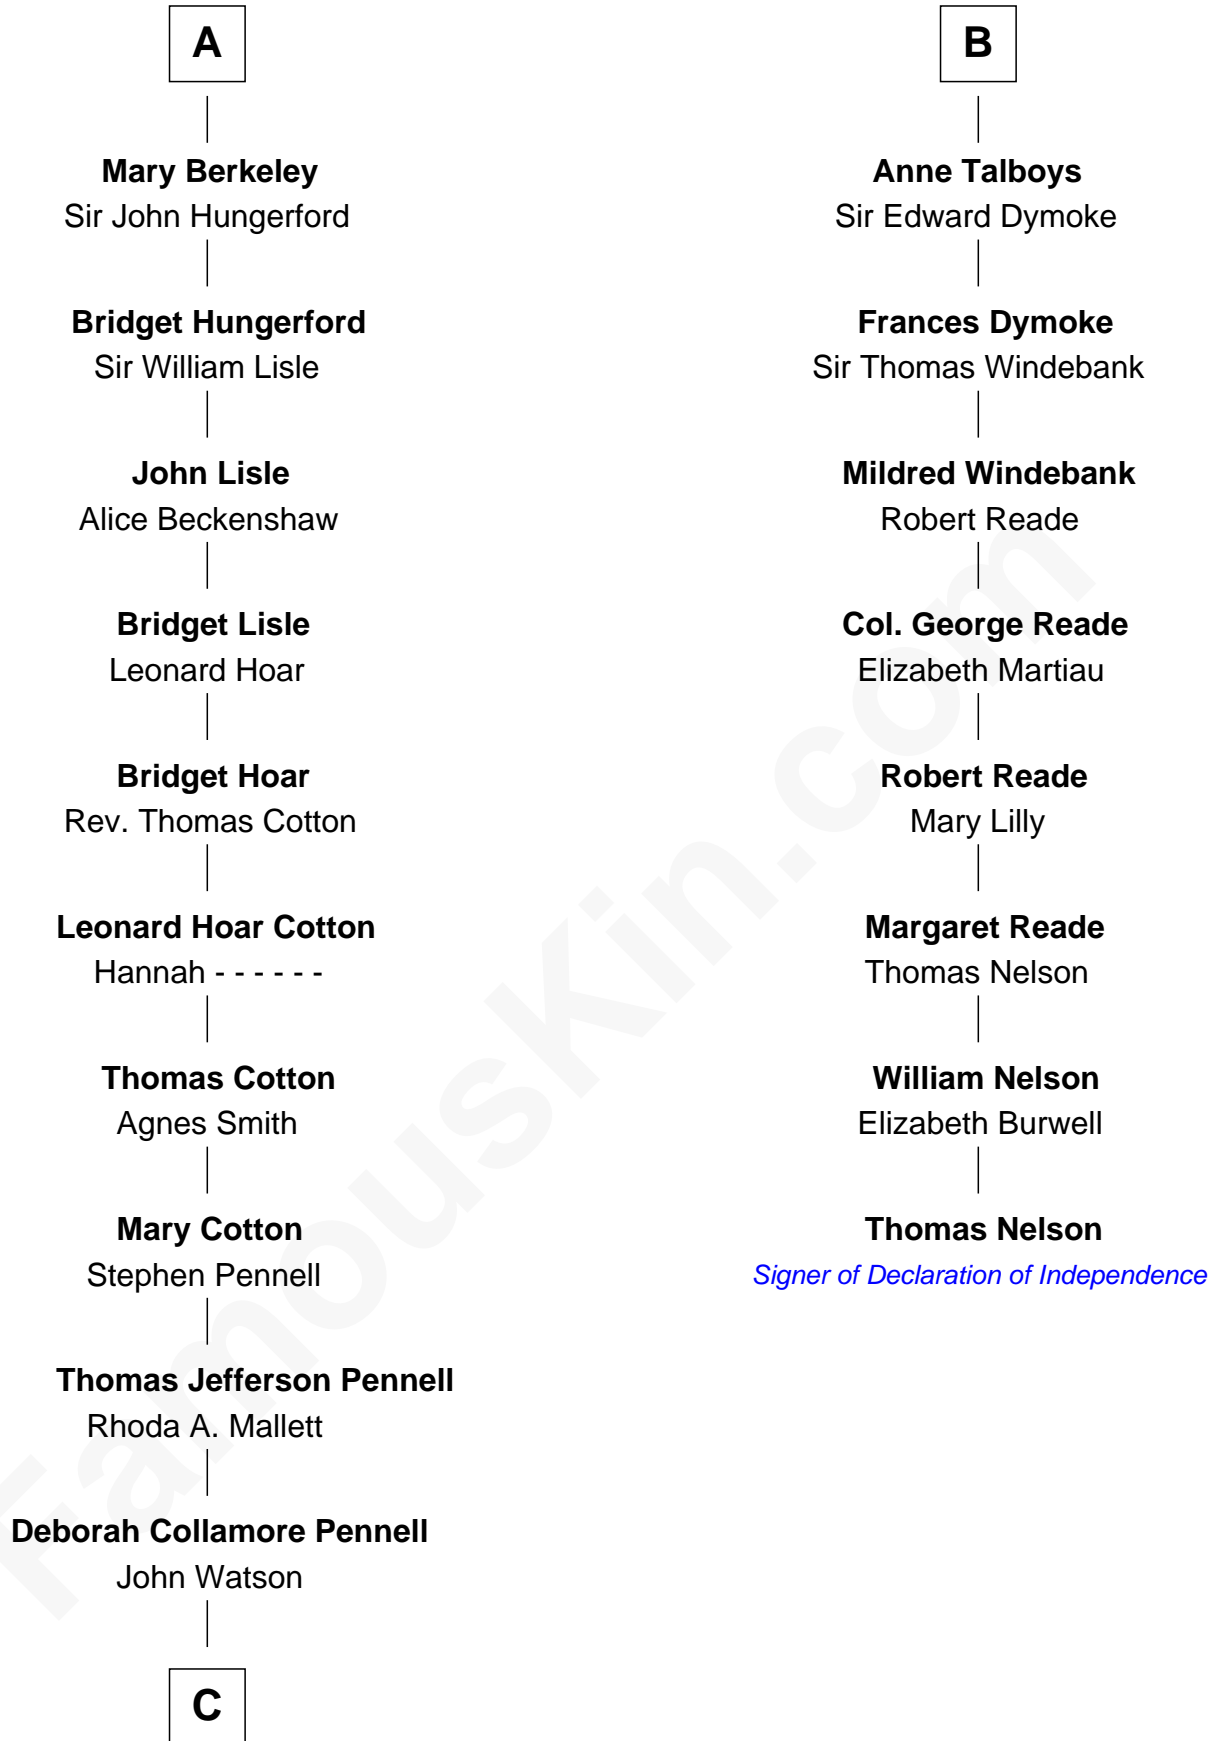 A
Mary Berkeley
Sir John Hungerford
Bridget Hungerford
Sir William Lisle
John Lisle
Alice Beckenshaw
Bridget Lisle
Leonard Hoar
Bridget Hoar
Rev. Thomas Cotton
Leonard Hoar Cotton
Hannah - - - - - -
Thomas Cotton
Agnes Smith
Mary Cotton
Stephen Pennell
Thomas Jefferson Pennell
Rhoda A. Mallett
Deborah Collamore Pennell
John Watson
C
B
Anne Talboys
Sir Edward Dymoke
Frances Dymoke
Sir Thomas Windebank
Mildred Windebank
Robert Reade
Col. George Reade
Elizabeth Martiau
Robert Reade
Mary Lilly
Margaret Reade
Thomas Nelson
William Nelson
Elizabeth Burwell
Thomas Nelson
Signer of Declaration of Independence
FamousKin.com